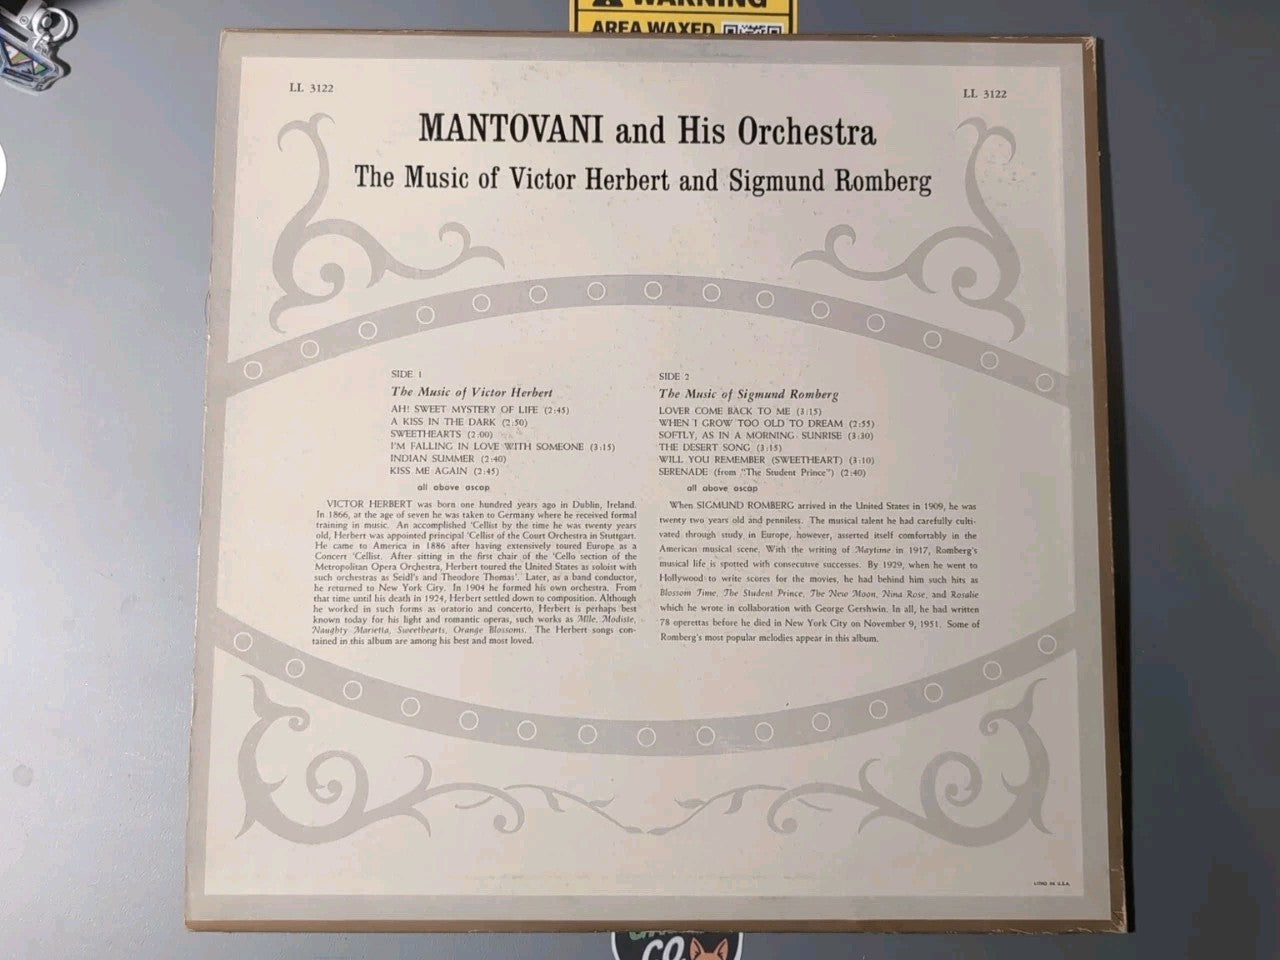 WARNING
AREA WAXED
LL 3122
LL 3122
MANTOVANI and His Orchestra
The Music of Victor Herbert and Sigmund Romberg
SIDE 1
The Music of Victor Herbert
AH! SWEET MYSTERY OF LIFE (2:45)
A KISS IN THE DARK (2:50)
SWEETHEARTS (2:00)
I'M FALLING IN LOVE WITH SOMEONE (3:15)
INDIAN SUMMER (2:40)
KISS ME AGAIN (2:45)
all above ascap
VICTOR HERBERT was born one hundred years ago in Dublin, Ireland.
In 1866, at the age of seven he was taken to Germany where he received formal
training in music. An accomplished 'Cellist by the time he was twenty years
old, Herbert was appointed principal 'Cellist of the Court Orchestra in Stuttgart.
He came to America in 1886 after having extensively toured Europe as a
Concert 'Cellist. After sitting in the first chair of the 'Cello section of the
Metropolitan Opera Orchestra, Herbert toured the United States as soloist with
such orchestras as Seidl's and Theodore Thomas'. Later, as a band conductor,
he returned to New York City. In 1904 he formed his own orchestra. From
that time until his death in 1924, Herbert settled down to composition. Although
he worked in such forms as oratorio and concerto, Herbert is perhaps best
known today for his light and romantic operas, such works as Mlle. Modiste,
Naughty Marietta, Sweethearts, Orange Blossoms. The Herbert songs con-
tained in this album are among his best and most loved.
SIDE 2
The Music of Sigmund Romberg
LOVER COME BACK TO ME (3:15)
WHEN I GROW TOO OLD TO DREAM (2:55)
SOFTLY, AS IN A MORNING SUNRISE (3:30)
THE DESERT SONG (3:15)
WILL YOU REMEMBER (SWEETHEART) (3:10)
SERENADE (from "The Student Prince") (2:40)
all above ascap
When SIGMUND ROMBERG arrived in the United States in 1909, he was
twenty two years old and penniless. The musical talent he had carefully culti-
vated through study in Europe, however, asserted itself comfortably in the
American musical scene. With the writing of Maytime in 1917, Romberg's
musical life is spotted with consecutive successes. By 1929, when he went to
Hollywood to write scores for the movies, he had behind him such hits as
Blossom Time, The Student Prince, The New Moon, Nina Rose, and Rosalie
which he wrote in collaboration with George Gershwin. In all, he had written
78 operettas before he died in New York City on November 9, 1951. Some of
Romberg's most popular melodies appear in this album.
LITHO IN U.S.A.
CO